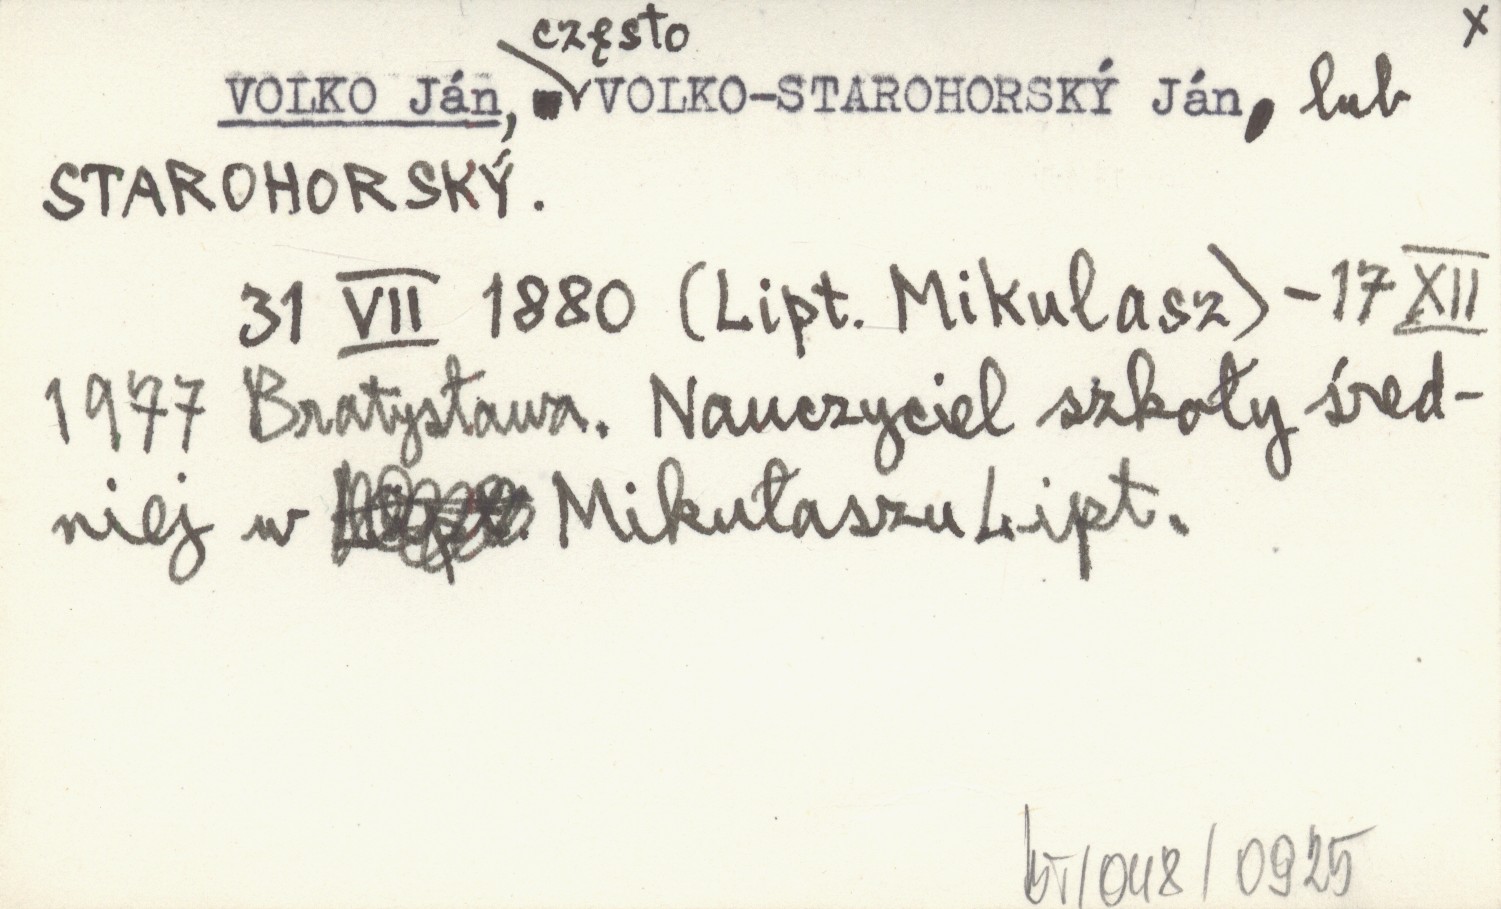 x
często
VOLKO Ján, VOLKO-STAROHORSKÝ Ján, lub
STAROHORSKÝ.
31 VII 1880 (Lipt. Mikulasz) - 17 XII
1977 Bratysława. Nauczyciel szkoły śred-
niej w Mikułaszu Lipt.
/048/0925